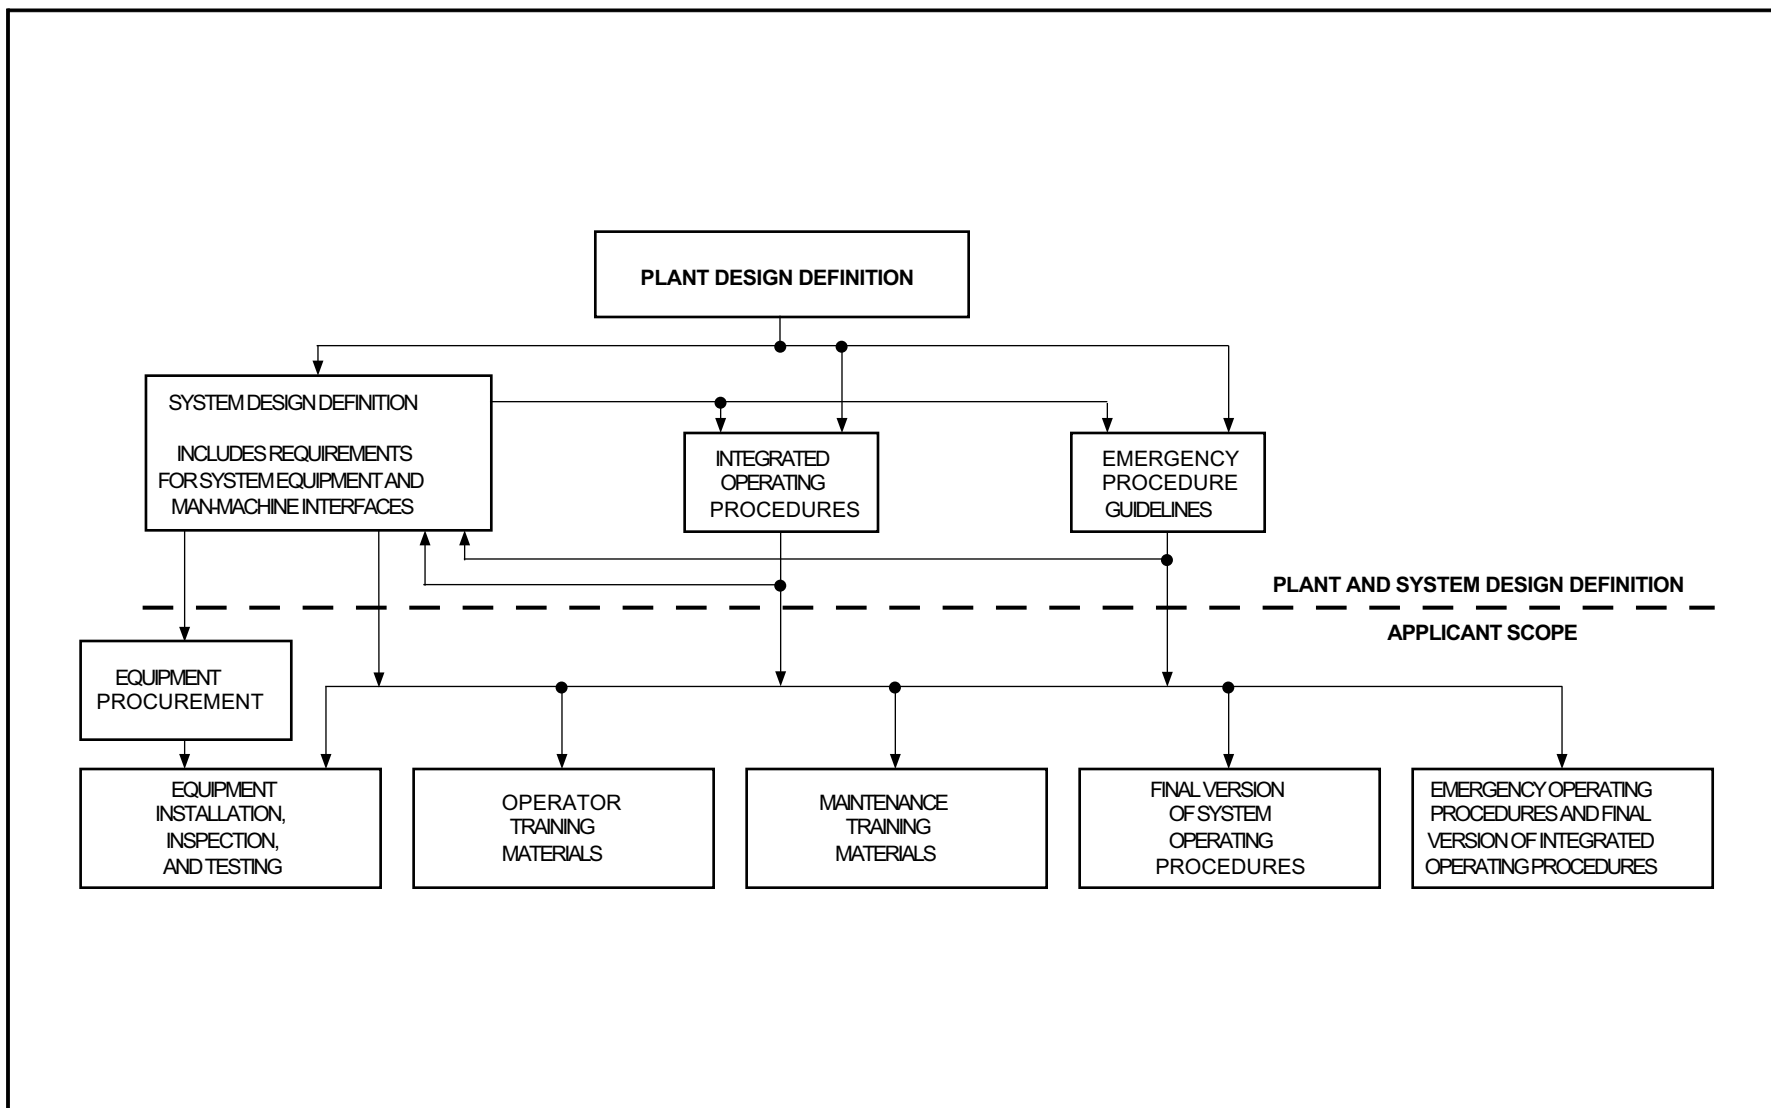 PLANT DESIGN DEFINITION
SYSTEM DESIGN DEFINITION
INCLUDES REQUIREMENTS
FOR SYSTEM EQUIPMENT AND
MAN-MACHINE INTERFACES
INTEGRATED
OPERATING
PROCEDURES
EMERGENCY
PROCEDURE
GUIDELINES
PLANT AND SYSTEM DESIGN DEFINITION
APPLICANT SCOPE
EQUIPMENT
PROCUREMENT
EQUIPMENT
INSTALLATION,
INSPECTION,
AND TESTING
OPERATOR
TRAINING
MATERIALS
MAINTENANCE
TRAINING
MATERIALS
FINAL VERSION
OF SYSTEM
OPERATING
PROCEDURES
EMERGENCY OPERATING
PROCEDURES AND FINAL
VERSION OF INTEGRATED
OPERATING PROCEDURES